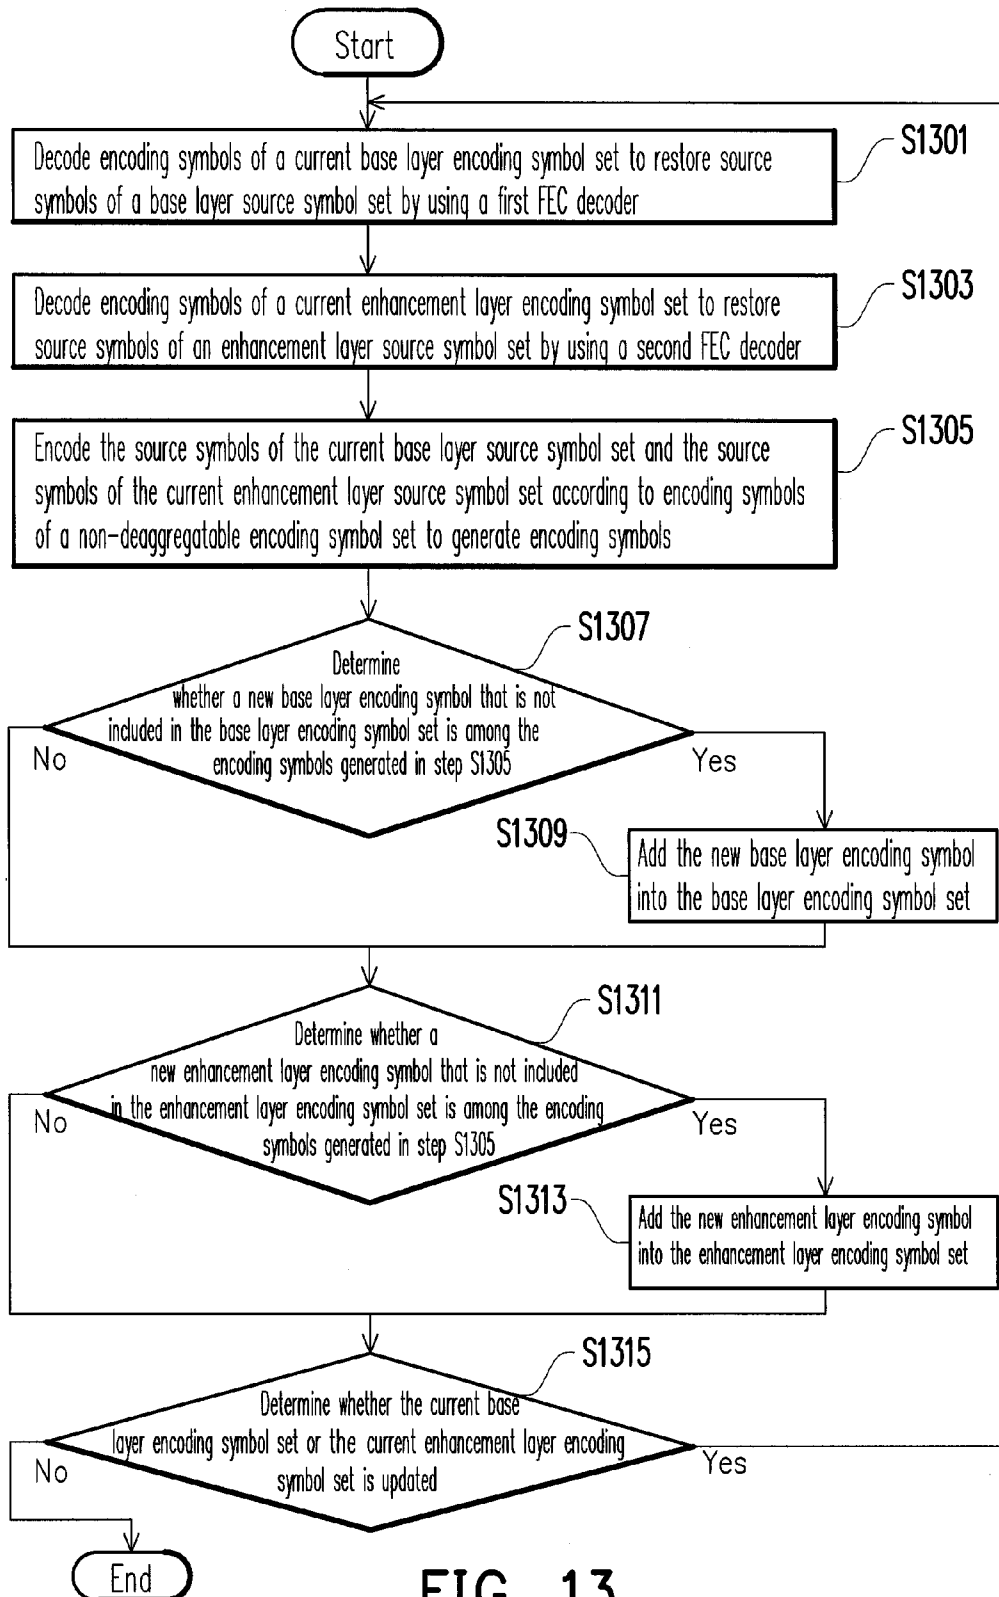 Start
S1301
Decode encoding symbols of a current base layer encoding symbol set to restore source
symbols of a base layer source symbol set by using a first FEC decoder
S1303
Decode encoding symbols of a current enhancement layer encoding symbol set to restore
source symbols of an enhancement layer source symbol set by using a second FEC decoder
S1305
Encode the source symbols of the current base layer source symbol set and the source
symbols of the current enhancement layer source symbol set according to encoding symbols
of a non-deaggregatable encoding symbol set to generate encoding symbols
S1307
Determine
whether a new base layer encoding symbol that is not
included in the base layer encoding symbol set is among the
encoding symbols generated in step S1305
No
Yes
S1309
Add the new base layer encoding symbol
into the base layer encoding symbol set
S1311
Determine whether a
new enhancement layer encoding symbol that is not included
in the enhancement layer encoding symbol set is among the encoding
symbols generated in step S1305
No
Yes
S1313
Add the new enhancement layer encoding symbol
into the enhancement layer encoding symbol set
S1315
Determine whether the current base
layer encoding symbol set or the current enhancement layer encoding
symbol set is updated
No
Yes
End
FIG. 13